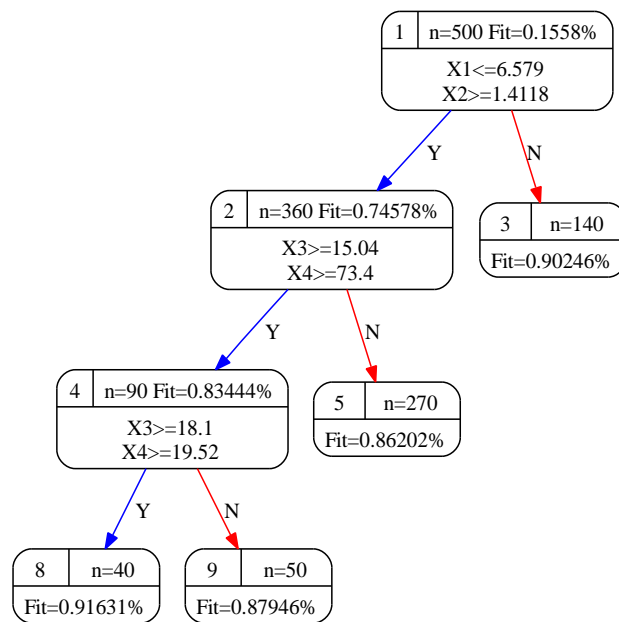 1 n=500 Fit=0.1558%
X1<=6.579
X2>=1.4118
Y
N
2 n=360 Fit=0.74578%
X3>=15.04
X4>=73.4
3 n=140
Fit=0.90246%
Y
N
4 n=90 Fit=0.83444%
X3>=18.1
X4>=19.52
5 n=270
Fit=0.86202%
Y
N
8 n=40
Fit=0.91631%
9 n=50
Fit=0.87946%